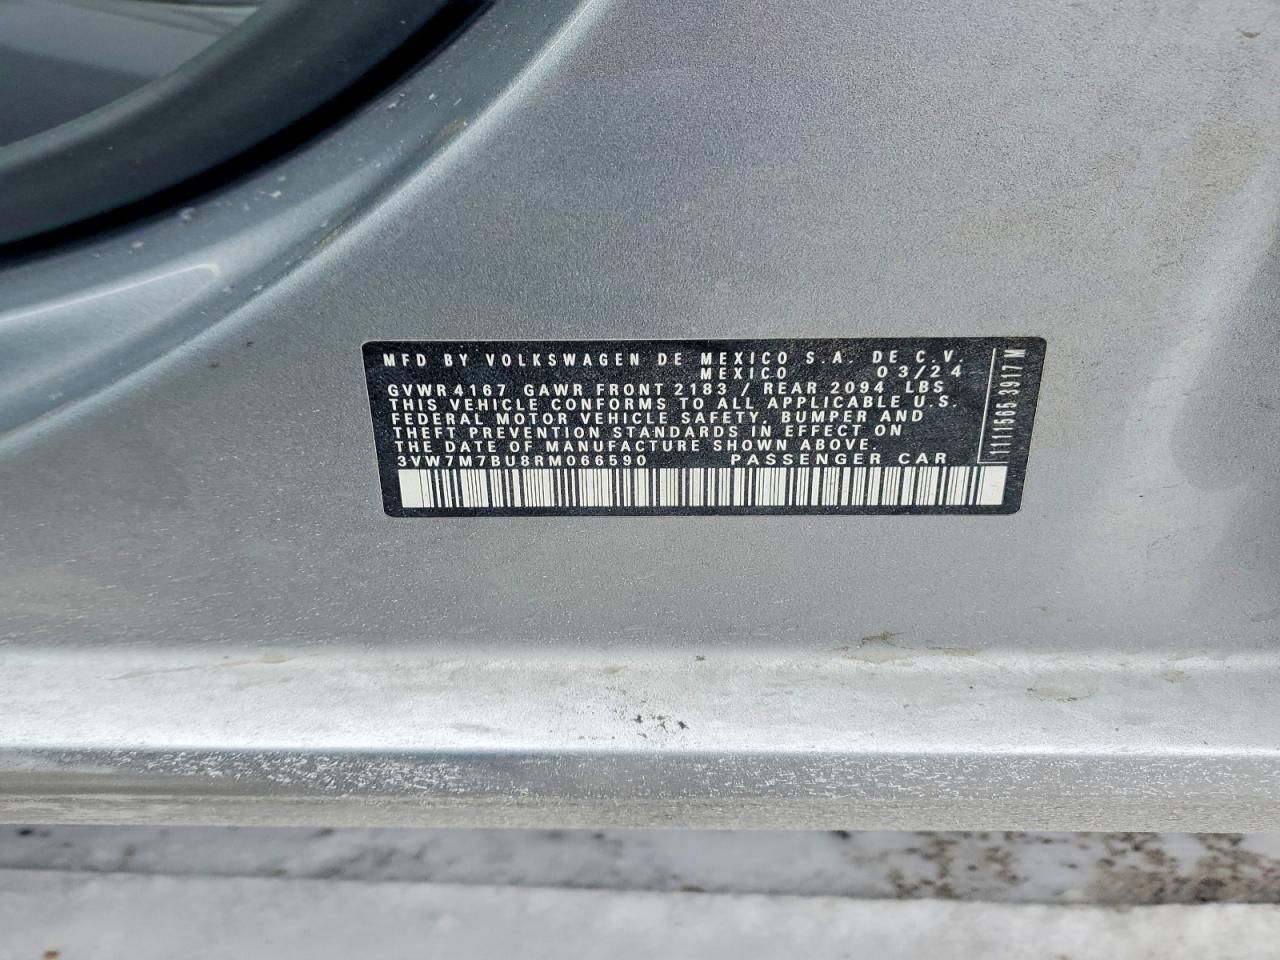 MFD BY VOLKSWAGEN DE MEXICO S.A. DE C.V.
MEXICO 03/24
GVWR 4167 GAWR FRONT 2183 / REAR 2094 LBS
THIS VEHICLE CONFORMS TO ALL APPLICABLE U.S.
FEDERAL MOTOR VEHICLE SAFETY, BUMPER AND
THEFT PREVENTION STANDARDS IN EFFECT ON
THE DATE OF MANUFACTURE SHOWN ABOVE.
3VW7M7BU8RM066590 PASSENGER CAR
1111565 3917 M